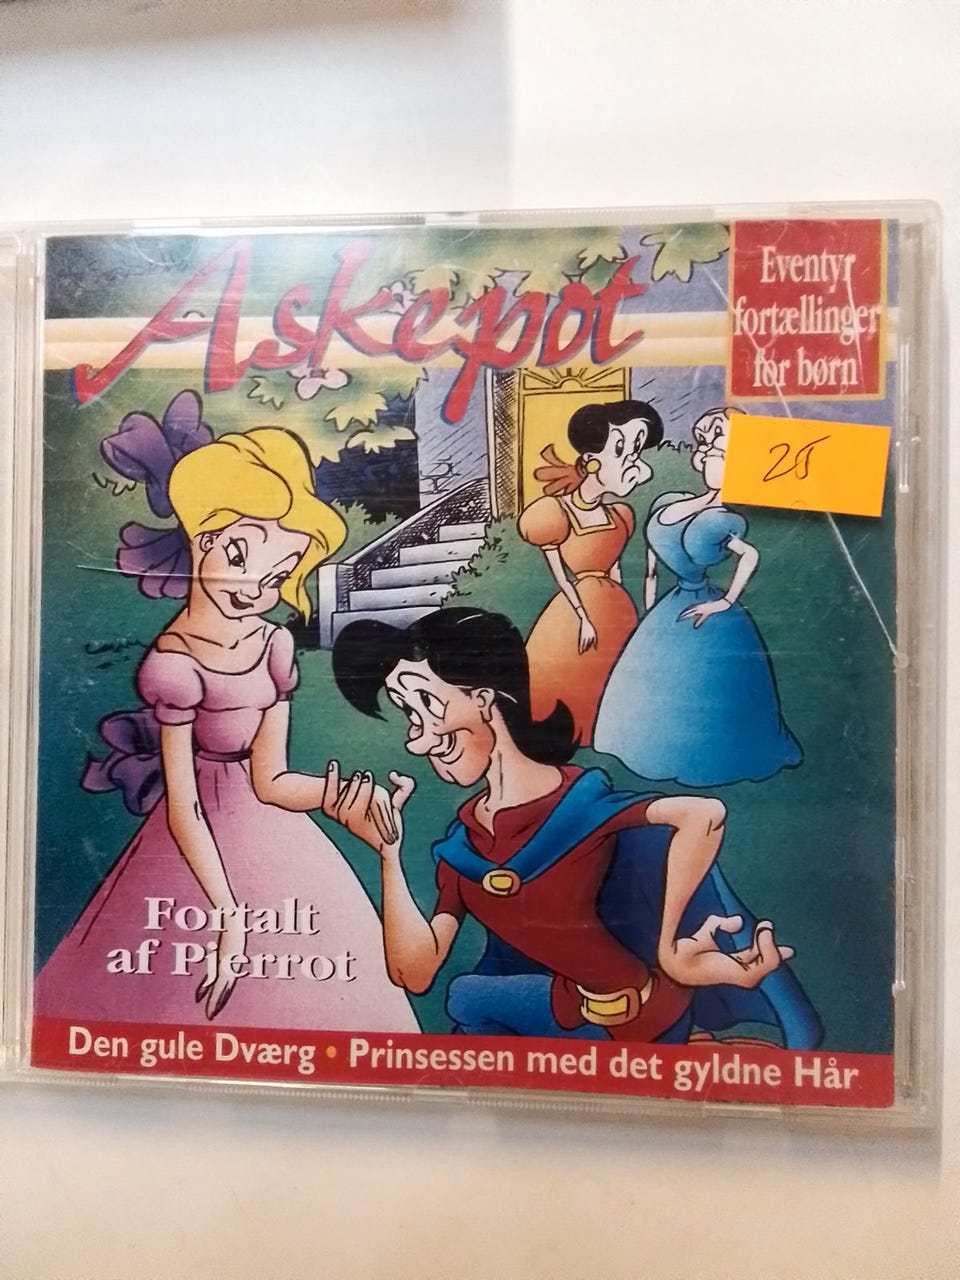 Askepot
Eventyr
fortællinger
for børn
25
Fortalt
af Pjerrot
Den gule Dværg • Prinsessen med det gyldne Hår